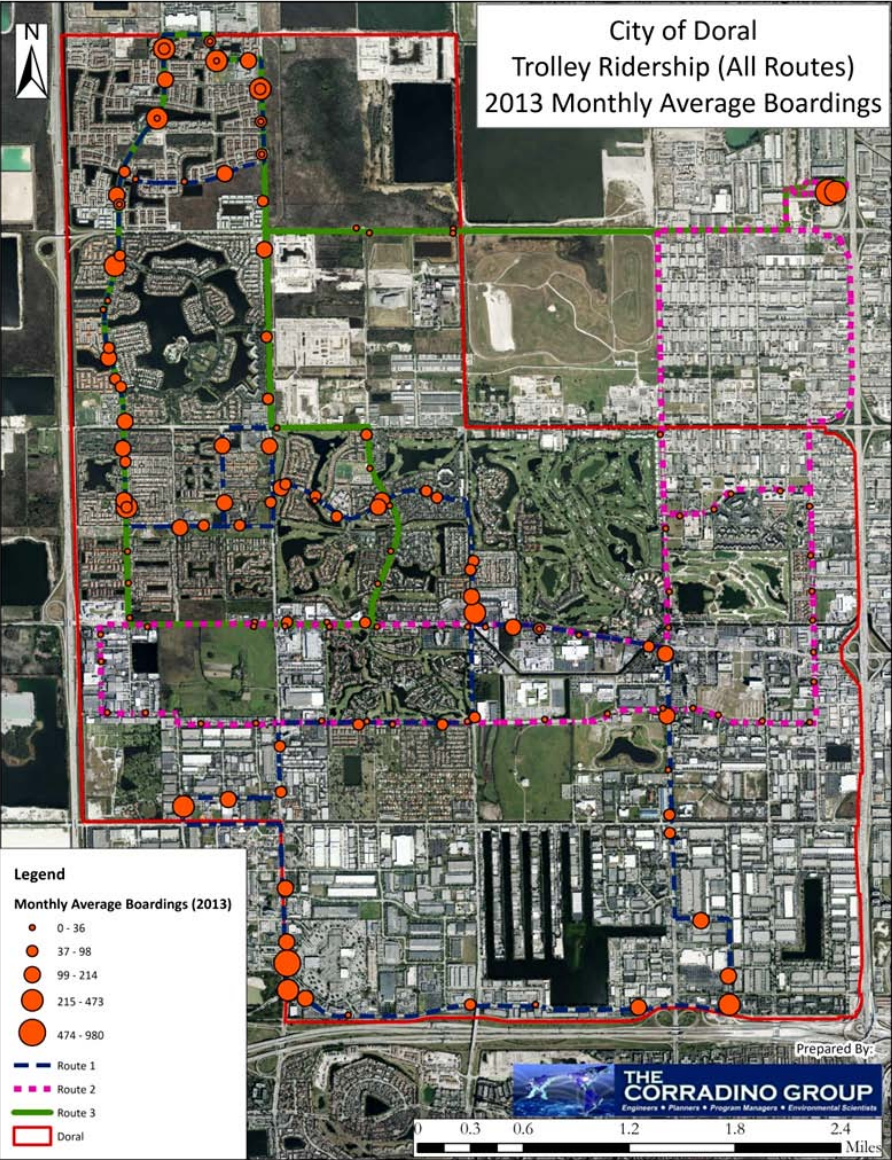 N
City of Doral
Trolley Ridership (All Routes)
2013 Monthly Average Boardings
Legend
Monthly Average Boardings (2013)
0 - 36
37 - 98
99 - 214
215 - 473
474 - 980
Route 1
Route 2
Route 3
Doral
Prepared By:
THE
CORRADINO GROUP
Engineers • Planners • Program Managers • Environmental Scientists
0 0.3 0.6 1.2 1.8 2.4
Miles